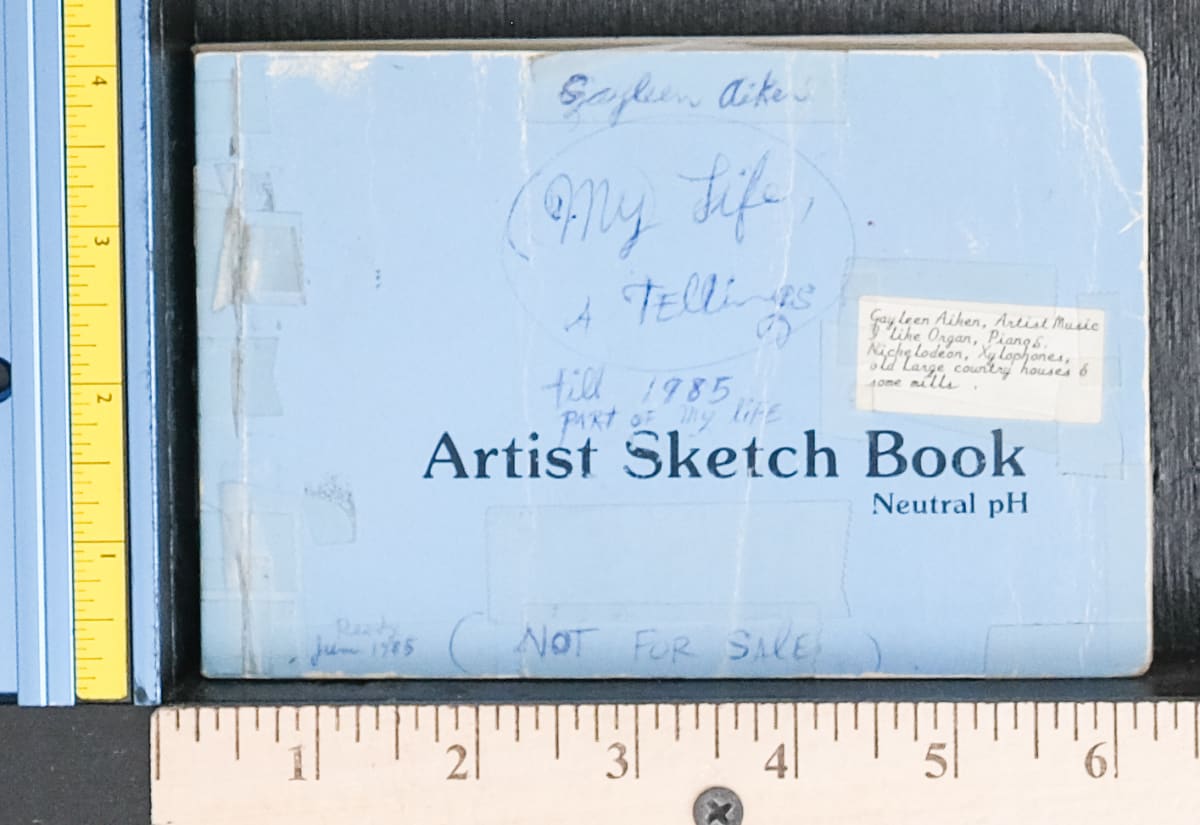 Gayleen Aiken
My Life,
A TELLINGS
till 1985
PART OF My LIFE
Gayleen Aiken, Artist Music
I like Organ, Pianos.
Nickelodeon, Xylophones,
old Large country houses &
some mills.
Artist Sketch Book
Neutral pH
Ready
June 1985
( NOT FOR SALE )
4
3
2
1
1 2 3 4 5 6